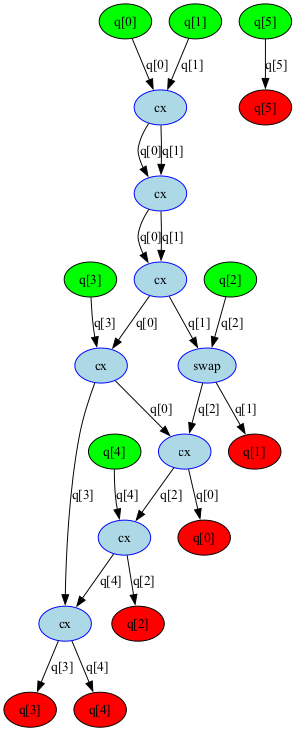 q[0] q[1] q[5]
q[0] q[1] q[5]
cx q[5]
q[0] q[1]
cx
q[0] q[1]
q[3] cx q[2]
q[3] q[0] q[1] q[2]
cx swap
q[0] q[2] q[1]
q[4] cx q[1]
q[3] q[4] q[2] q[0]
cx q[0]
q[4] q[2]
cx q[2]
q[3] q[4]
q[3] q[4]